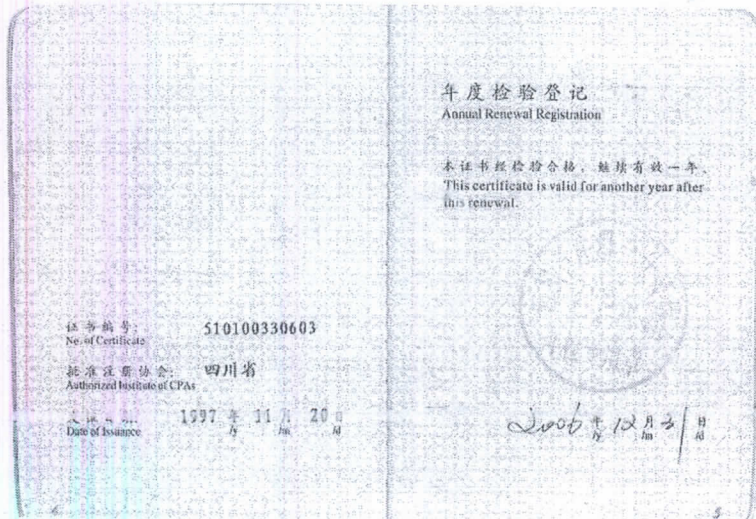 证书编号: 510100330603
No. of Certificate
批准注册协会: 四川省
Authorized Institute of CPAs
1997 年 11 月 20 日
Date of Issuance /y /m /d
年度检验登记
Annual Renewal Registration
本证书经检验合格，继续有效一年。
This certificate is valid for another year after
this renewal.
2006 年 12 月 31 日
/y /m /d
5